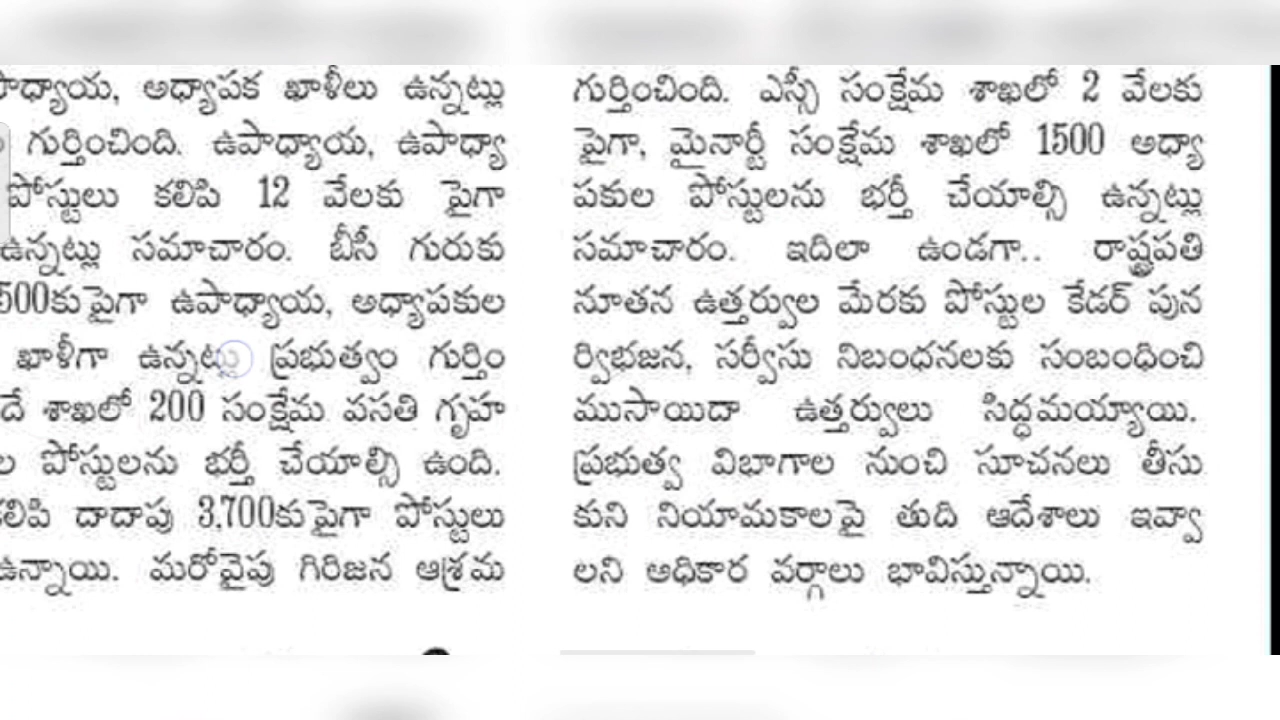 పాధ్యాయ, అధ్యాపక ఖాళీలు ఉన్నట్లు
గుర్తించింది. ఉపాధ్యాయ, ఉపాధ్యా
పోస్టులు కలిపి 12 వేలకు పైగా
ఉన్నట్లు సమాచారం. బీసీ గురుకు
500కుపైగా ఉపాధ్యాయ, అధ్యాపకుల
ఖాళీగా ఉన్నట్లు ప్రభుత్వం గుర్తిం
దే శాఖలో 200 సంక్షేమ వసతి గృహ
ల పోస్టులను భర్తీ చేయాల్సి ఉంది.
కలిపి దాదాపు 3,700కుపైగా పోస్టులు
ఉన్నాయి. మరోవైపు గిరిజన ఆశ్రమ
గుర్తించింది. ఎస్సీ సంక్షేమ శాఖలో 2 వేలకు
పైగా, మైనార్టీ సంక్షేమ శాఖలో 1500 అధ్యా
పకుల పోస్టులను భర్తీ చేయాల్సి ఉన్నట్లు
సమాచారం. ఇదిలా ఉండగా.. రాష్ట్రపతి
నూతన ఉత్తర్వుల మేరకు పోస్టుల కేడర్ పున
ర్విభజన, సర్వీసు నిబంధనలకు సంబంధించి
ముసాయిదా ఉత్తర్వులు సిద్ధమయ్యాయి.
ప్రభుత్వ విభాగాల నుంచి సూచనలు తీసు
కుని నియామకాలపై తుది ఆదేశాలు ఇవ్వా
లని అధికార వర్గాలు భావిస్తున్నాయి.